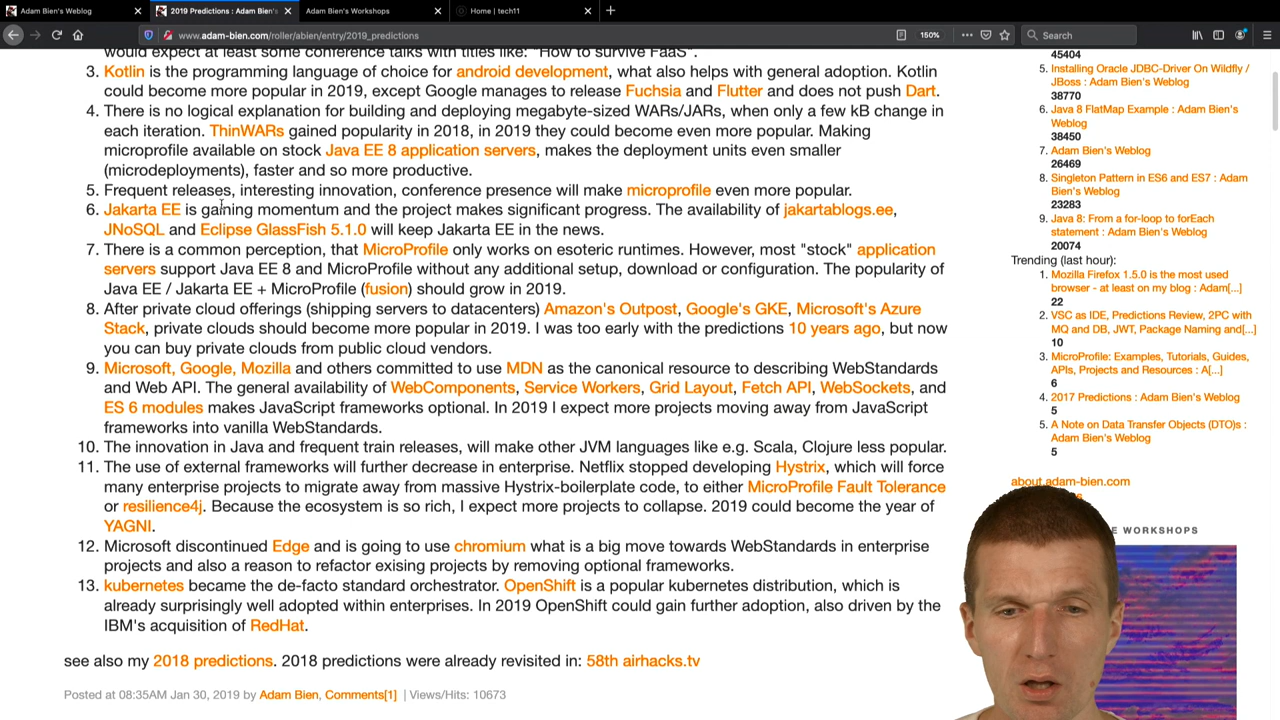 Adam Bien's Weblog
2019 Predictions : Adam Bien's
Adam Bien's Workshops
Home | tech11
www.adam-bien.com/roller/abien/entry/2019_predictions
150%
Search
would expect at least some conference talks with titles like: "How to survive FaaS".
3. Kotlin is the programming language of choice for android development, what also helps with general adoption. Kotlin
could become more popular in 2019, except Google manages to release Fuchsia and Flutter and does not push Dart.
4. There is no logical explanation for building and deploying megabyte-sized WARs/JARs, when only a few kB change in
each iteration. ThinWARs gained popularity in 2018, in 2019 they could become even more popular. Making
microprofile available on stock Java EE 8 application servers, makes the deployment units even smaller
(microdeployments), faster and so more productive.
5. Frequent releases, interesting innovation, conference presence will make microprofile even more popular.
6. Jakarta EE is gaining momentum and the project makes significant progress. The availability of jakartablogs.ee,
JNoSQL and Eclipse GlassFish 5.1.0 will keep Jakarta EE in the news.
7. There is a common perception, that MicroProfile only works on esoteric runtimes. However, most "stock" application
servers support Java EE 8 and MicroProfile without any additional setup, download or configuration. The popularity of
Java EE / Jakarta EE + MicroProfile (fusion) should grow in 2019.
8. After private cloud offerings (shipping servers to datacenters) Amazon's Outpost, Google's GKE, Microsoft's Azure
Stack, private clouds should become more popular in 2019. I was too early with the predictions 10 years ago, but now
you can buy private clouds from public cloud vendors.
9. Microsoft, Google, Mozilla and others committed to use MDN as the canonical resource to describing WebStandards
and Web API. The general availability of WebComponents, Service Workers, Grid Layout, Fetch API, WebSockets, and
ES 6 modules makes JavaScript frameworks optional. In 2019 I expect more projects moving away from JavaScript
frameworks into vanilla WebStandards.
10. The innovation in Java and frequent train releases, will make other JVM languages like e.g. Scala, Clojure less popular.
11. The use of external frameworks will further decrease in enterprise. Netflix stopped developing Hystrix, which will force
many enterprise projects to migrate away from massive Hystrix-boilerplate code, to either MicroProfile Fault Tolerance
or resilience4j. Because the ecosystem is so rich, I expect more projects to collapse. 2019 could become the year of
YAGNI.
12. Microsoft discontinued Edge and is going to use chromium what is a big move towards WebStandards in enterprise
projects and also a reason to refactor exising projects by removing optional frameworks.
13. kubernetes became the de-facto standard orchestrator. OpenShift is a popular kubernetes distribution, which is
already surprisingly well adopted within enterprises. In 2019 OpenShift could gain further adoption, also driven by the
IBM's acquisition of RedHat.
see also my 2018 predictions. 2018 predictions were already revisited in: 58th airhacks.tv
Posted at 08:35AM Jan 30, 2019 by Adam Bien, Comments[1] | Views/Hits: 10673
45404
5. Installing Oracle JDBC-Driver On Wildfly /
JBoss : Adam Bien's Weblog
38770
6. Java 8 FlatMap Example : Adam Bien's
Weblog
38450
7. Adam Bien's Weblog
26469
8. Singleton Pattern in ES6 and ES7 : Adam
Bien's Weblog
23283
9. Java 8: From a for-loop to forEach
statement : Adam Bien's Weblog
20074
Trending (last hour):
1. Mozilla Firefox 1.5.0 is the most used
browser - at least on my blog : Adam[...]
22
2. VSC as IDE, Predictions Review, 2PC with
MQ and DB, JWT, Package Naming and[...]
10
3. MicroProfile: Examples, Tutorials, Guides,
APIs, Projects and Resources : A[...]
6
4. 2017 Predictions : Adam Bien's Weblog
5
5. A Note on Data Transfer Objects (DTO)s :
Adam Bien's Weblog
5
about.adam-bien.com
E WORKSHOPS